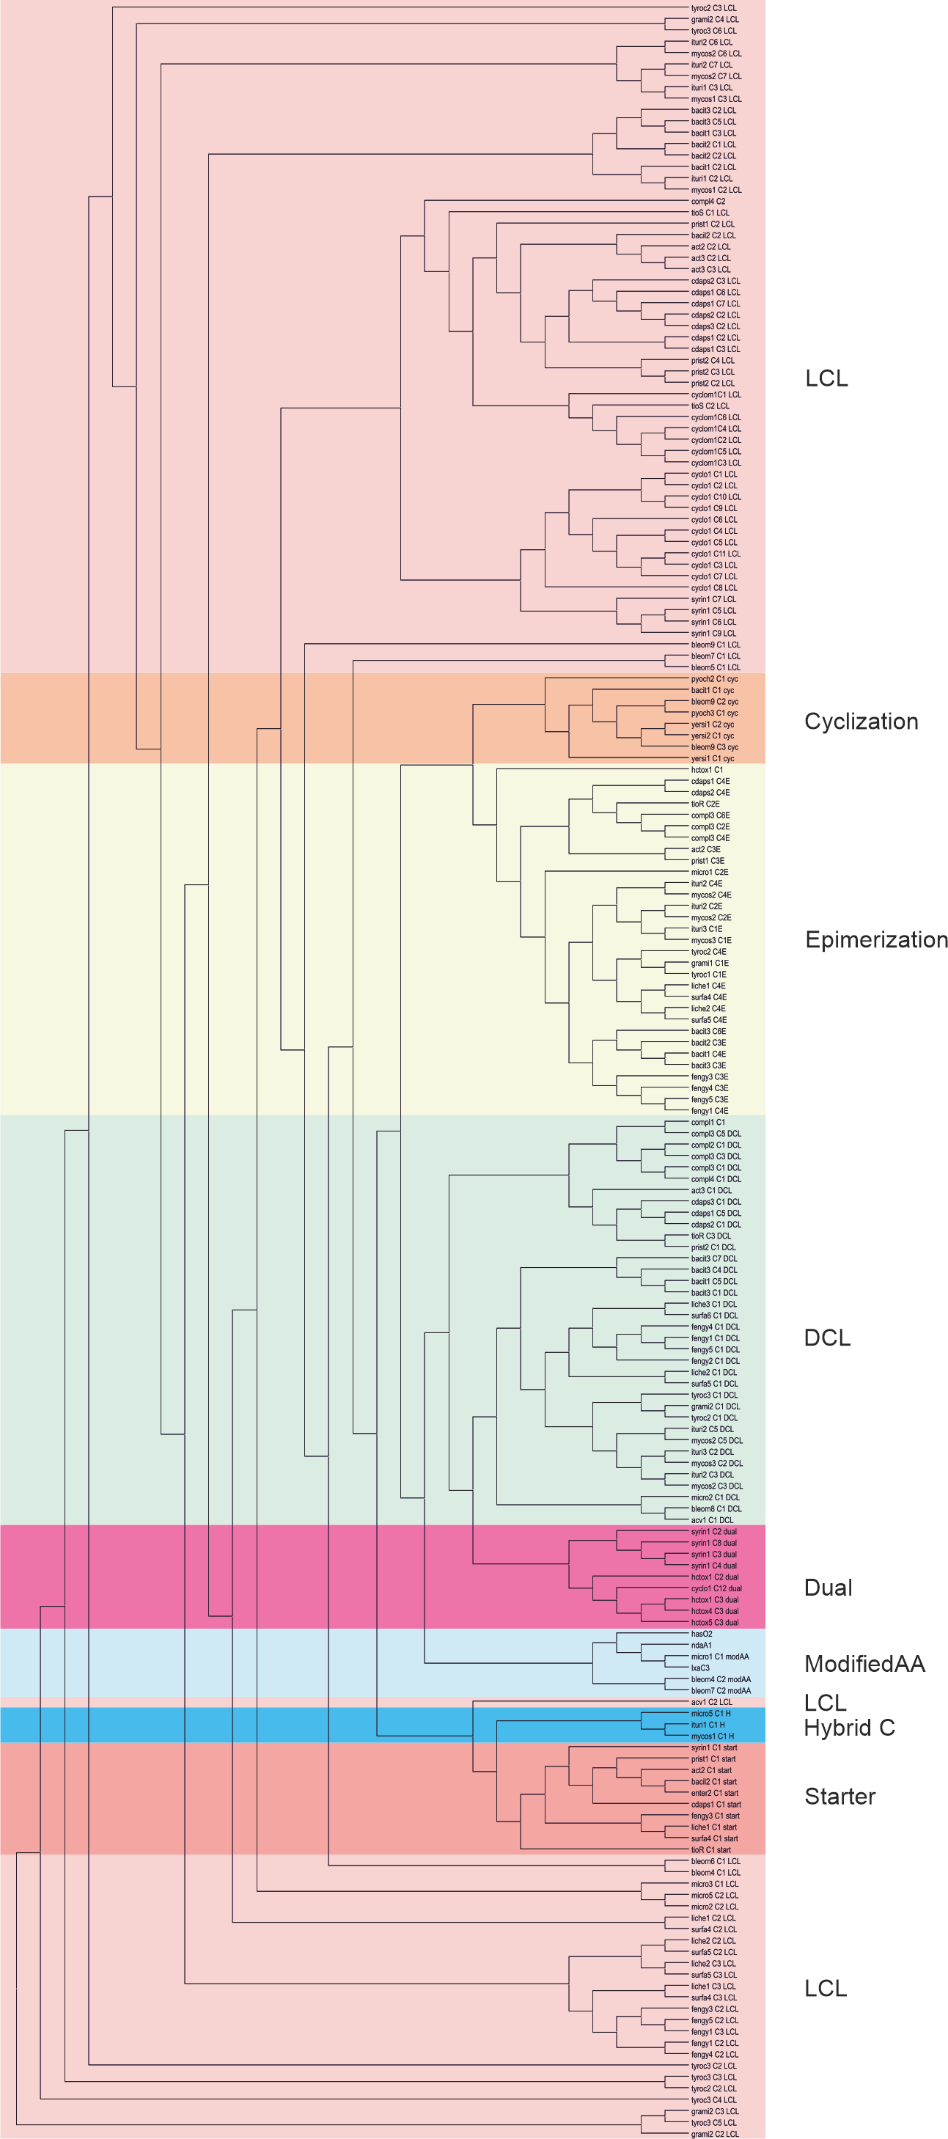 tyroc2 C3 LCL
grami2 C4 LCL
tyroc3 C6 LCL
ituri2 C6 LCL
mycos2 C6 LCL
ituri2 C7 LCL
mycos2 C7 LCL
ituri1 C3 LCL
mycos1 C3 LCL
bacit3 C2 LCL
bacit3 C5 LCL
bacit1 C3 LCL
bacit2 C1 LCL
bacit2 C2 LCL
bacit1 C2 LCL
ituri1 C2 LCL
mycos1 C2 LCL
compl4 C2
tioS C1 LCL
prist1 C2 LCL
bacil2 C2 LCL
act2 C2 LCL
act3 C2 LCL
act3 C3 LCL
cdaps2 C3 LCL
cdaps1 C6 LCL
cdaps1 C7 LCL
cdaps2 C2 LCL
cdaps3 C2 LCL
cdaps1 C2 LCL
cdaps1 C3 LCL
prist2 C4 LCL
prist2 C3 LCL
prist2 C2 LCL
LCL
cyclom1C1 LCL
tioS C2 LCL
cyclom1C6 LCL
cyclom1C4 LCL
cyclom1C2 LCL
cyclom1C5 LCL
cyclom1C3 LCL
cyclo1 C1 LCL
cyclo1 C2 LCL
cyclo1 C10 LCL
cyclo1 C9 LCL
cyclo1 C6 LCL
cyclo1 C4 LCL
cyclo1 C5 LCL
cyclo1 C11 LCL
cyclo1 C3 LCL
cyclo1 C7 LCL
cyclo1 C8 LCL
syrin1 C7 LCL
syrin1 C5 LCL
syrin1 C6 LCL
syrin1 C9 LCL
bleom9 C1 LCL
bleom7 C1 LCL
bleom5 C1 LCL
pyoch2 C1 cyc
bacit1 C1 cyc
bleom9 C2 cyc
pyoch3 C1 cyc
yersi1 C2 cyc
Cyclization
yersi2 C1 cyc
bleom9 C3 cyc
yersi1 C1 cyc
hctox1 C1
cdaps1 C4E
cdaps2 C4E
tioR C2E
compl3 C6E
compl3 C2E
compl3 C4E
act2 C3E
prist1 C3E
micro1 C2E
ituri2 C4E
mycos2 C4E
ituri2 C2E
mycos2 C2E
ituri3 C1E
mycos3 C1E
Epimerization
tyroc2 C4E
grami1 C1E
tyroc1 C1E
liche1 C4E
surfa4 C4E
liche2 C4E
surfa5 C4E
bacit3 C6E
bacit2 C3E
bacit1 C4E
bacit3 C3E
fengy3 C3E
fengy4 C3E
fengy5 C3E
fengy1 C4E
compl1 C1
compl3 C5 DCL
compl2 C1 DCL
compl3 C3 DCL
compl3 C1 DCL
compl4 C1 DCL
act3 C1 DCL
cdaps3 C1 DCL
cdaps1 C5 DCL
cdaps2 C1 DCL
tioR C3 DCL
prist2 C1 DCL
bacit3 C7 DCL
bacit3 C4 DCL
bacit1 C5 DCL
bacit3 C1 DCL
liche3 C1 DCL
surfa6 C1 DCL
fengy4 C1 DCL
fengy1 C1 DCL
DCL
fengy5 C1 DCL
fengy2 C1 DCL
liche2 C1 DCL
surfa5 C1 DCL
tyroc3 C1 DCL
grami2 C1 DCL
tyroc2 C1 DCL
ituri2 C5 DCL
mycos2 C5 DCL
ituri3 C2 DCL
mycos3 C2 DCL
ituri2 C3 DCL
mycos2 C3 DCL
micro2 C1 DCL
bleom8 C1 DCL
acv1 C1 DCL
syrin1 C2 dual
syrin1 C8 dual
syrin1 C3 dual
syrin1 C4 dual
hctox1 C2 dual
cyclo1 C12 dual
Dual
hctox1 C3 dual
hctox4 C3 dual
hctox5 C3 dual
hasO2
ndaA1
micro1 C1 modAA
ModifiedAA
lxaC3
bleom4 C2 modAA
bleom7 C2 modAA
acv1 C2 LCL
LCL
micro5 C1 H
ituri1 C1 H
Hybrid C
mycos1 C1 H
syrin1 C1 start
prist1 C1 start
act2 C1 start
bacil2 C1 start
enter2 C1 start
Starter
cdaps1 C1 start
fengy3 C1 start
liche1 C1 start
surfa4 C1 start
tioR C1 start
bleom6 C1 LCL
bleom4 C1 LCL
micro3 C1 LCL
micro5 C2 LCL
micro2 C2 LCL
liche1 C2 LCL
surfa4 C2 LCL
liche2 C2 LCL
surfa5 C2 LCL
liche2 C3 LCL
surfa5 C3 LCL
liche1 C3 LCL
LCL
surfa4 C3 LCL
fengy3 C2 LCL
fengy5 C2 LCL
fengy1 C3 LCL
fengy1 C2 LCL
fengy4 C2 LCL
tyroc3 C2 LCL
tyroc3 C3 LCL
tyroc2 C2 LCL
tyroc3 C4 LCL
grami2 C3 LCL
tyroc3 C5 LCL
grami2 C2 LCL